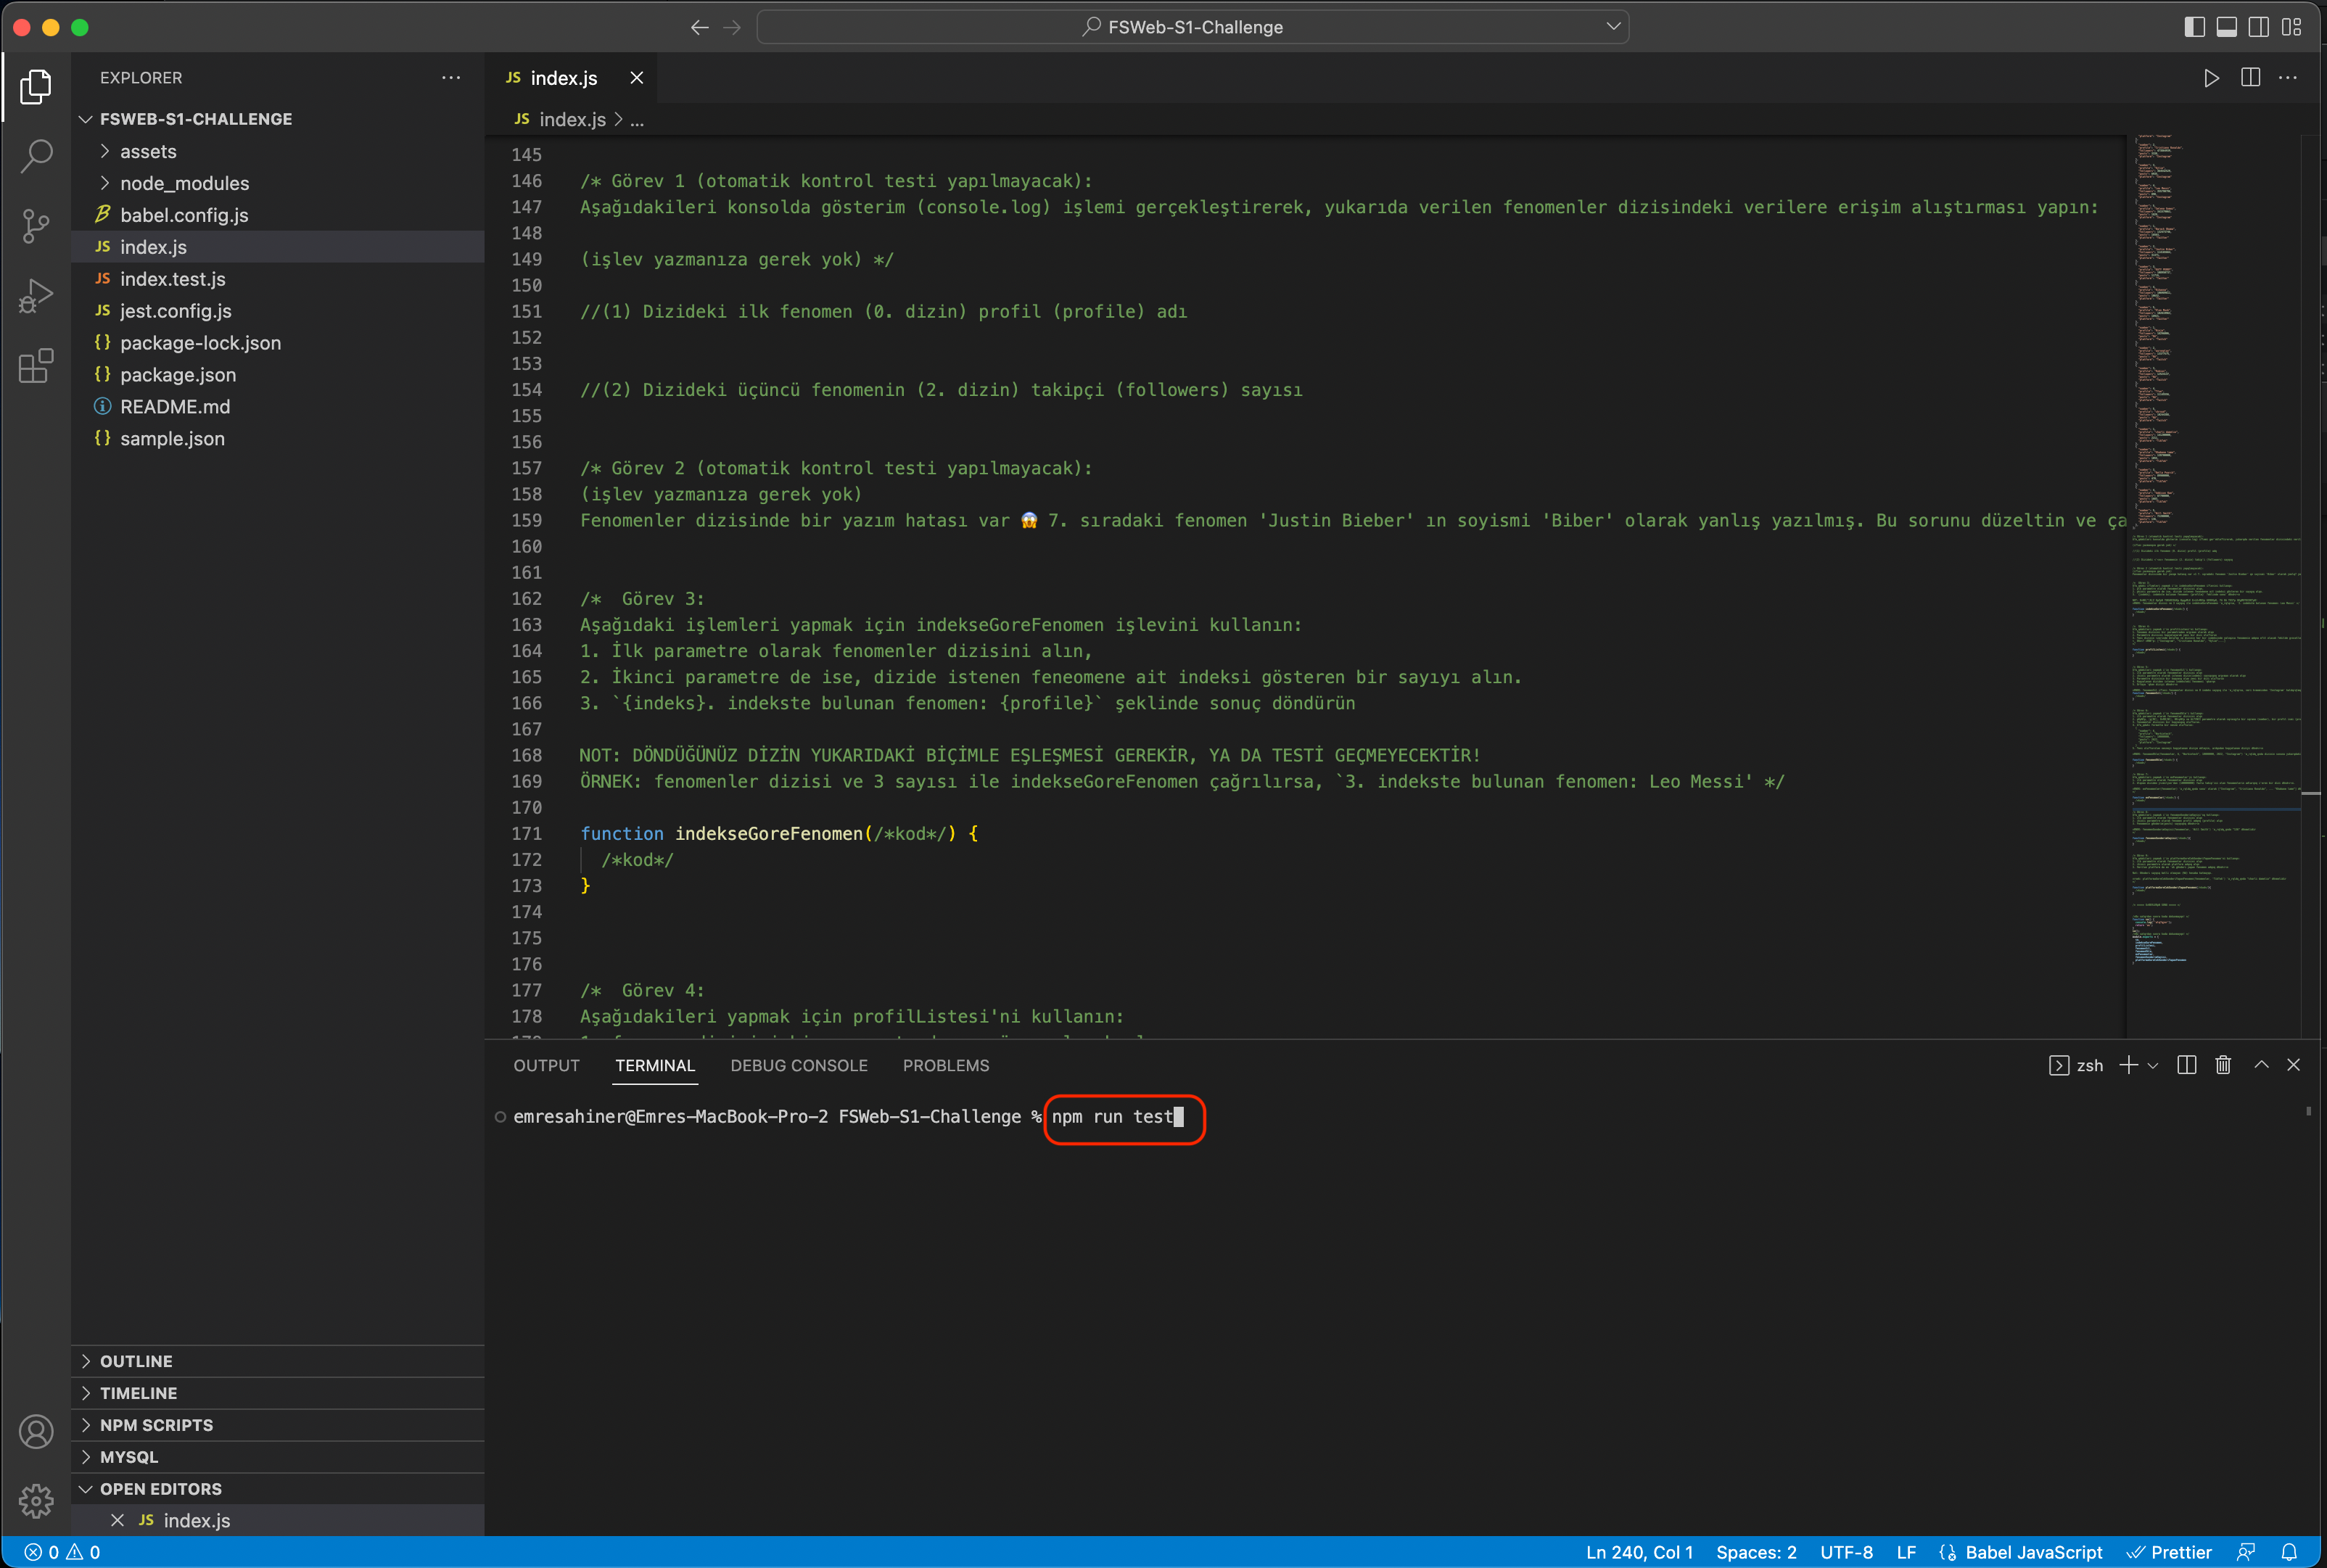 FSWeb-S1-Challenge
EXPLORER
FSWEB-S1-CHALLENGE
assets
node_modules
babel.config.js
JS index.js
JS index.test.js
JS jest.config.js
{} package-lock.json
{} package.json
README.md
{} sample.json
OUTLINE
TIMELINE
NPM SCRIPTS
MYSQL
OPEN EDITORS
JS index.js
JS index.js
JS index.js > ...
145
146 /* Görev 1 (otomatik kontrol testi yapılmayacak):
147 Aşağıdakileri konsolda gösterim (console.log) işlemi gerçekleştirerek, yukarıda verilen fenomenler dizisindeki verilere erişim alıştırması yapın:
148
149 (işlev yazmanıza gerek yok) */
150
151 //(1) Dizideki ilk fenomen (0. dizin) profil (profile) adı
152
153
154 //(2) Dizideki üçüncü fenomenin (2. dizin) takipçi (followers) sayısı
155
156
157 /* Görev 2 (otomatik kontrol testi yapılmayacak):
158 (işlev yazmanıza gerek yok)
159 Fenomenler dizisinde bir yazım hatası var 😱 7. sıradaki fenomen 'Justin Bieber' ın soyismi 'Biber' olarak yanlış yazılmış. Bu sorunu düzeltin ve ça
160
161
162 /*  Görev 3:
163 Aşağıdaki işlemleri yapmak için indekseGoreFenomen işlevini kullanın:
164 1. İlk parametre olarak fenomenler dizisini alın,
165 2. İkinci parametre de ise, dizide istenen feneomene ait indeksi gösteren bir sayıyı alın.
166 3. `{indeks}. indekste bulunan fenomen: {profile}` şeklinde sonuç döndürün
167
168 NOT: DÖNDÜĞÜNÜZ DİZİN YUKARIDAKİ BİÇİMLE EŞLEŞMESİ GEREKİR, YA DA TESTİ GEÇMEYECEKTİR!
169 ÖRNEK: fenomenler dizisi ve 3 sayısı ile indekseGoreFenomen çağrılırsa, `3. indekste bulunan fenomen: Leo Messi' */
170
171 function indekseGoreFenomen(/*kod*/) {
172 /*kod*/
173 }
174
175
176
177 /*  Görev 4:
178 Aşağıdakileri yapmak için profilListesi'ni kullanın:
OUTPUT TERMINAL DEBUG CONSOLE PROBLEMS
zsh
emresahiner@Emres-MacBook-Pro-2 FSWeb-S1-Challenge % npm run test
0 0
Ln 240, Col 1 Spaces: 2 UTF-8 LF Babel JavaScript Prettier